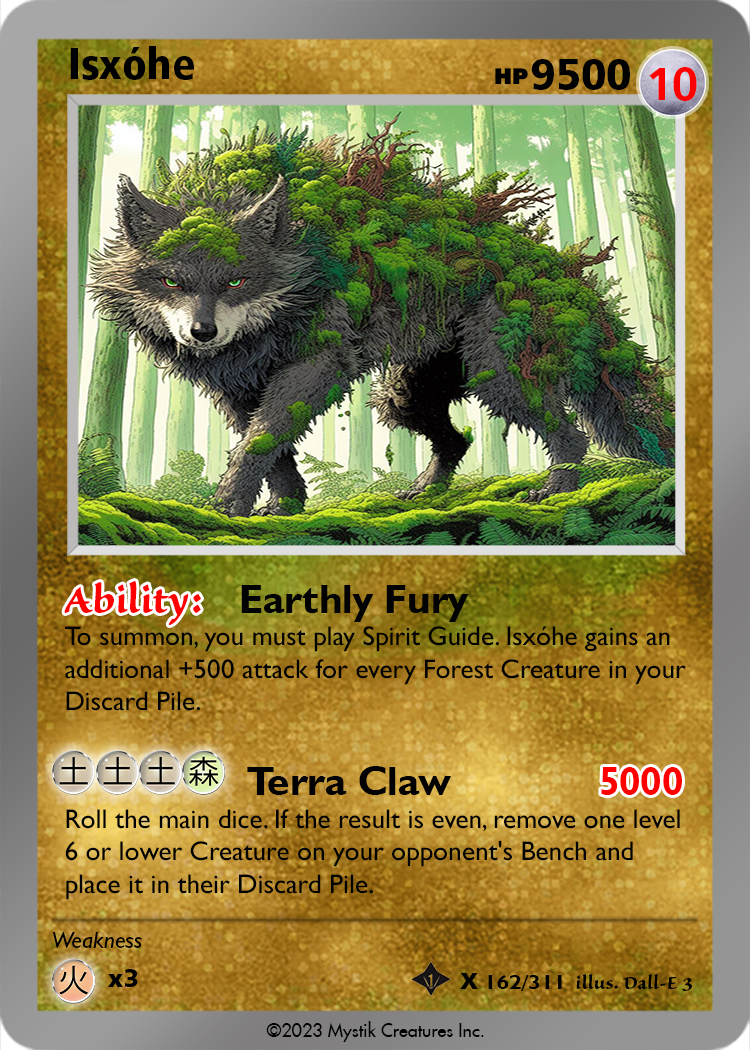 Isxóhe
HP 9500 10
Ability: Earthly Fury
To summon, you must play Spirit Guide. Isxóhe gains an
additional +500 attack for every Forest Creature in your
Discard Pile.
土 土 土 森 Terra Claw 5000
Roll the main dice. If the result is even, remove one level
6 or lower Creature on your opponent's Bench and
place it in their Discard Pile.
Weakness
火 x3
1 X 162/311 illus. Dall-E 3
©2023 Mystik Creatures Inc.